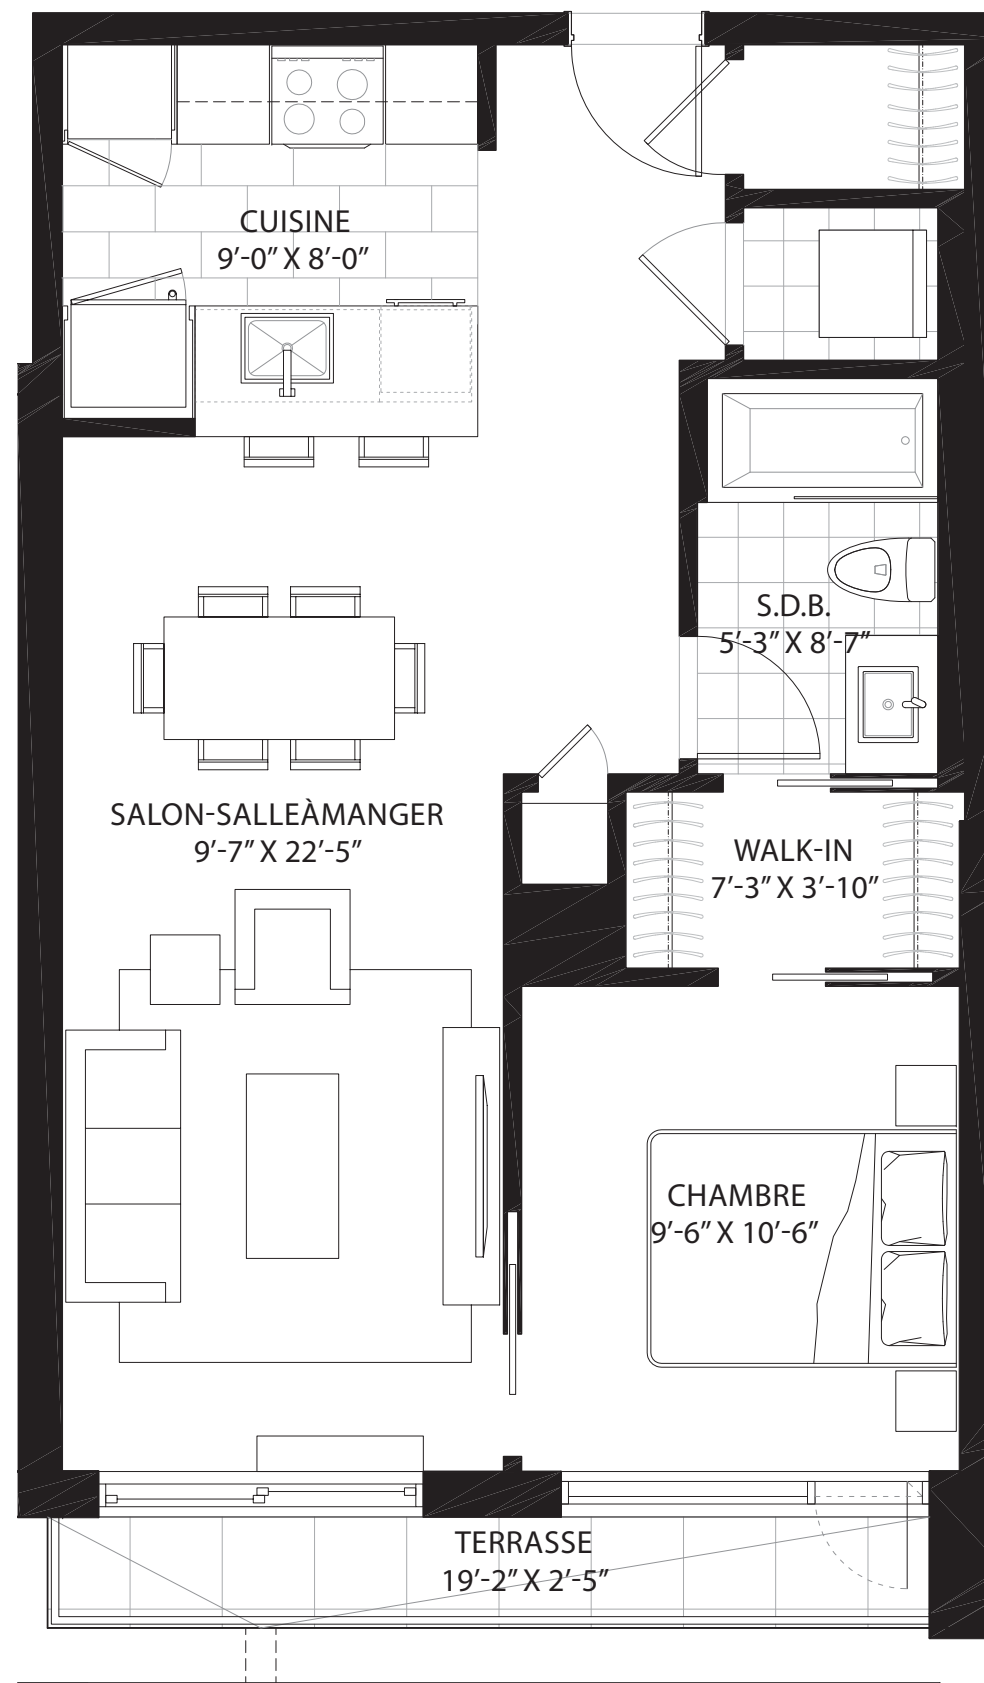 CUISINE
9’-0” X 8’-0”
S.D.B.
5’-3” X 8’-7”
SALON-SALLEÀMANGER
9’-7” X 22’-5”
WALK-IN
7’-3” X 3’-10”
CHAMBRE
9’-6” X 10’-6”
TERRASSE
19’-2” X 2’-5”